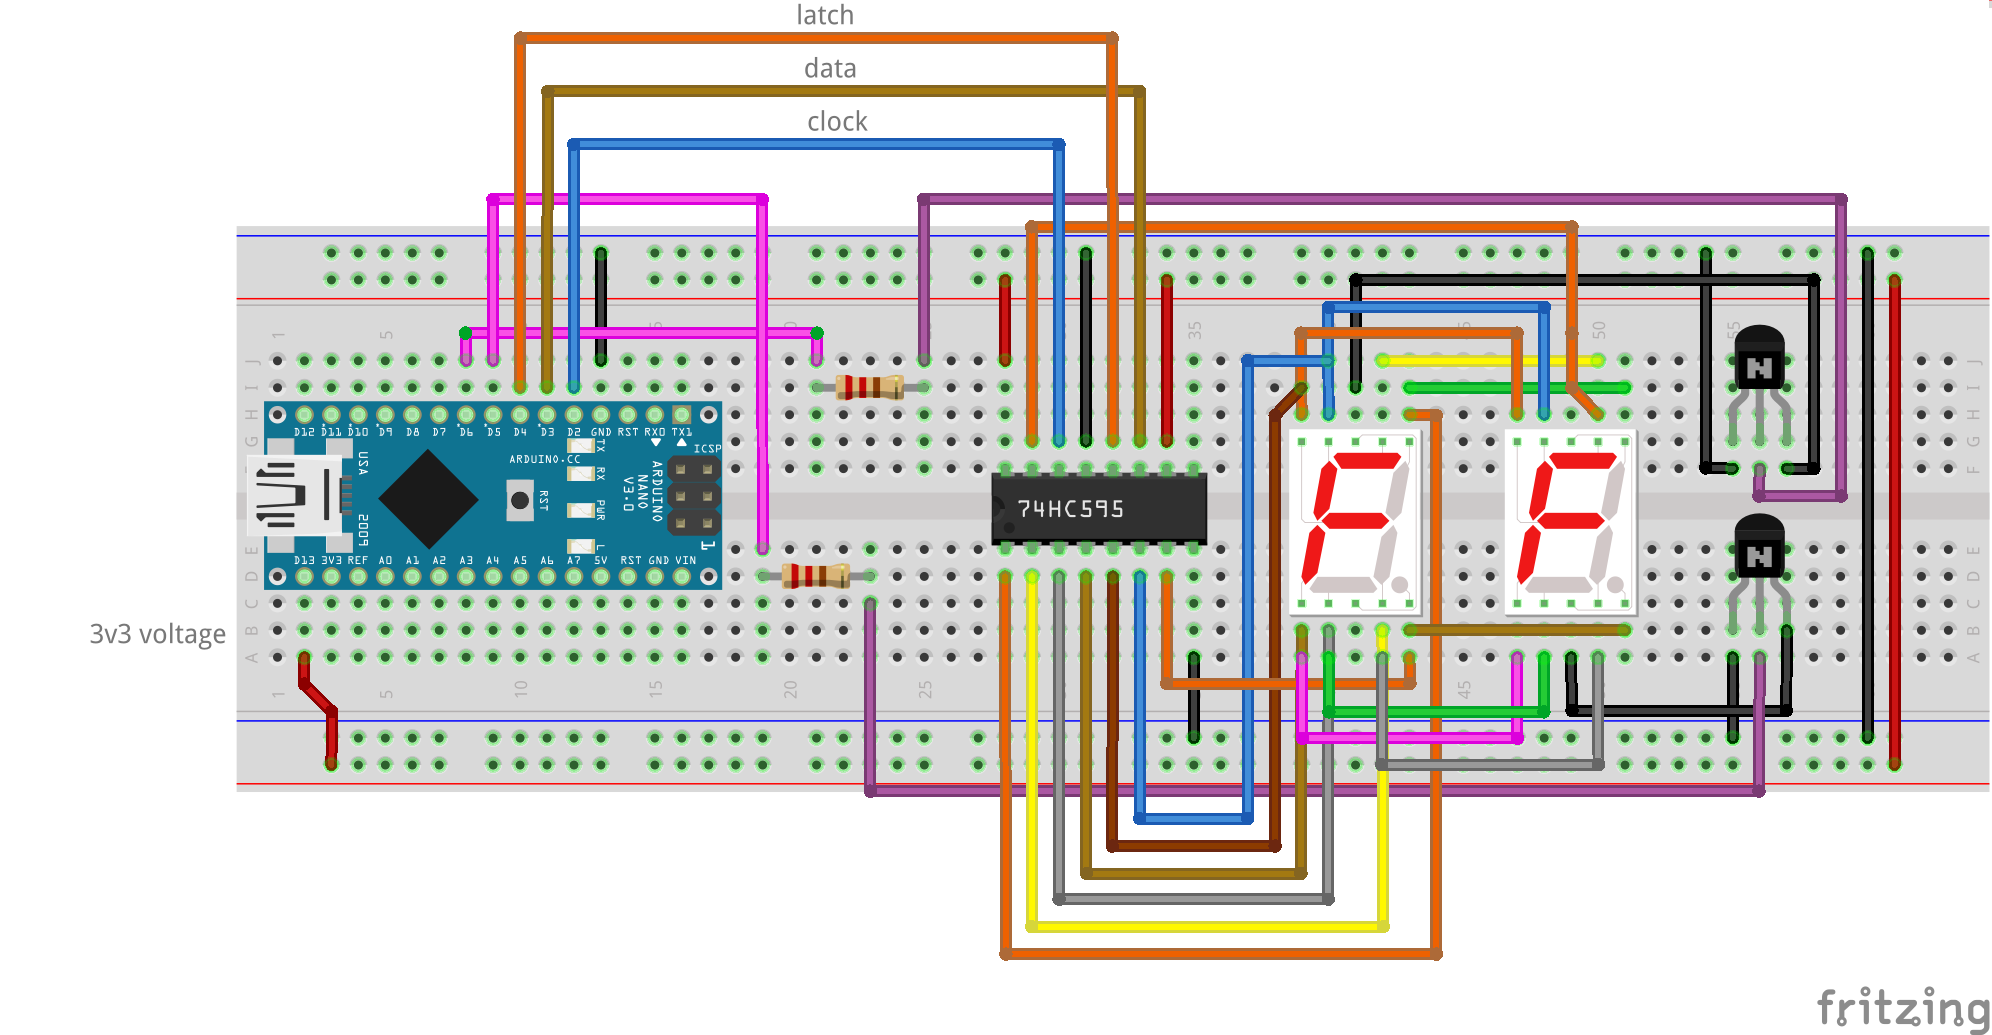 latch
data
clock
1 5 35 50 55
J J
I I
H H
G G
F F
D12 D11 D10 D9 D8 D7 D6 D5 D4 D3 D2 GND RST RX0 TX1
ICSP
USA
ARDUINO.CC
TX
RX
PWR
L
RST
ARDUINO
NANO
V3.0
1
2009
74HC595
N
N
D13 3V3 REF A0 A1 A2 A3 A4 A5 A6 A7 5V RST GND VIN
E E
D D
C C
B B
A A
3v3 voltage
1 5 10 15 20 25 45
fritzing